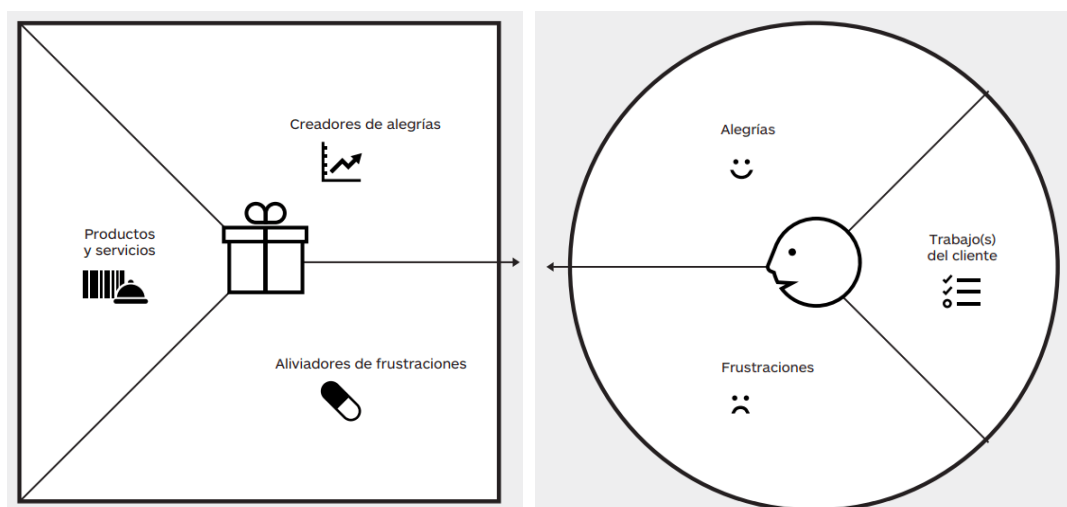 Creadores de alegrías
Productos
y servicios
Aliviadores de frustraciones
Alegrías
Trabajo(s)
del cliente
Frustraciones